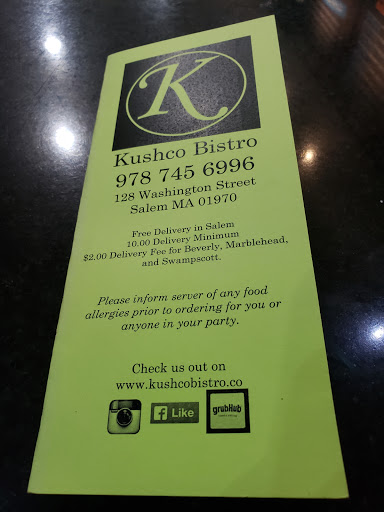 K
Kushco Bistro
978 745 6996
128 Washington Street
Salem MA 01970
Free Delivery in Salem
10.00 Delivery Minimum
$2.00 Delivery Fee for Beverly, Marblehead,
and Swampscott.
Please inform server of any food
allergies prior to ordering for you or
anyone in your party.
Check us out on
www.kushcobistro.co
f Like
grubHub